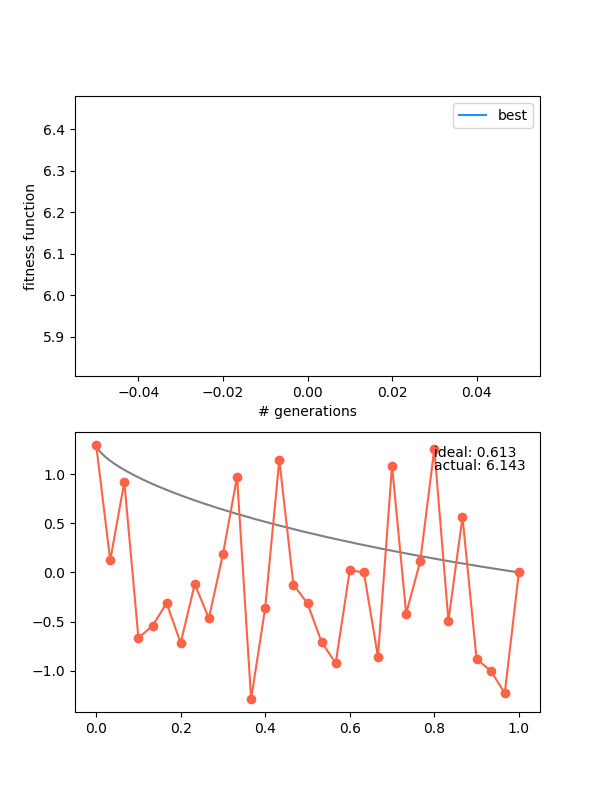 best
6.4
6.3
6.2
6.1
6.0
5.9
fitness function
−0.04 −0.02 0.00 0.02 0.04
# generations
ideal: 0.613
actual: 6.143
1.0
0.5
0.0
−0.5
−1.0
0.0 0.2 0.4 0.6 0.8 1.0